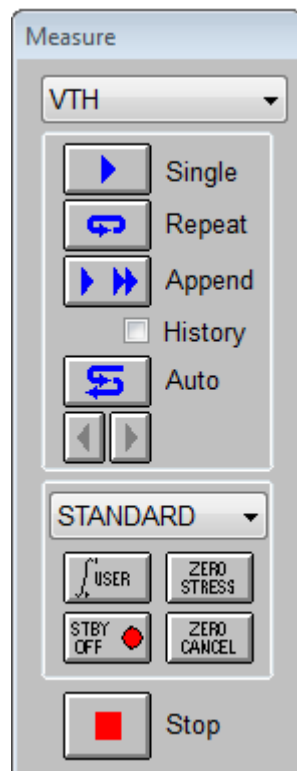 Measure
VTH
Single
Repeat
Append
History
Auto
STANDARD
USER
ZERO
STRESS
STBY
OFF
ZERO
CANCEL
Stop